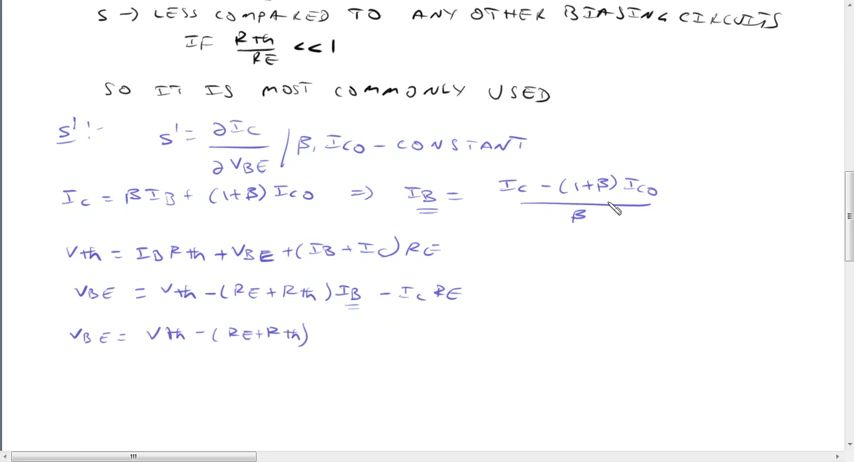 S → LESS COMPARED TO ANY OTHER BIASING CIRCUITS
IF Rth/RE << 1
SO IT IS MOST COMMONLY USED
S' :- S' = ∂IC/∂VBE / β, ICO - CONSTANT
IC = βIB + (1+β) ICO ⇒ IB = IC - (1+β) ICO / β
Vth = IB Rth + VBE + (IB + IC) RE
VBE = Vth - (RE + Rth) IB - IC RE
VBE = Vth - (RE + Rth)